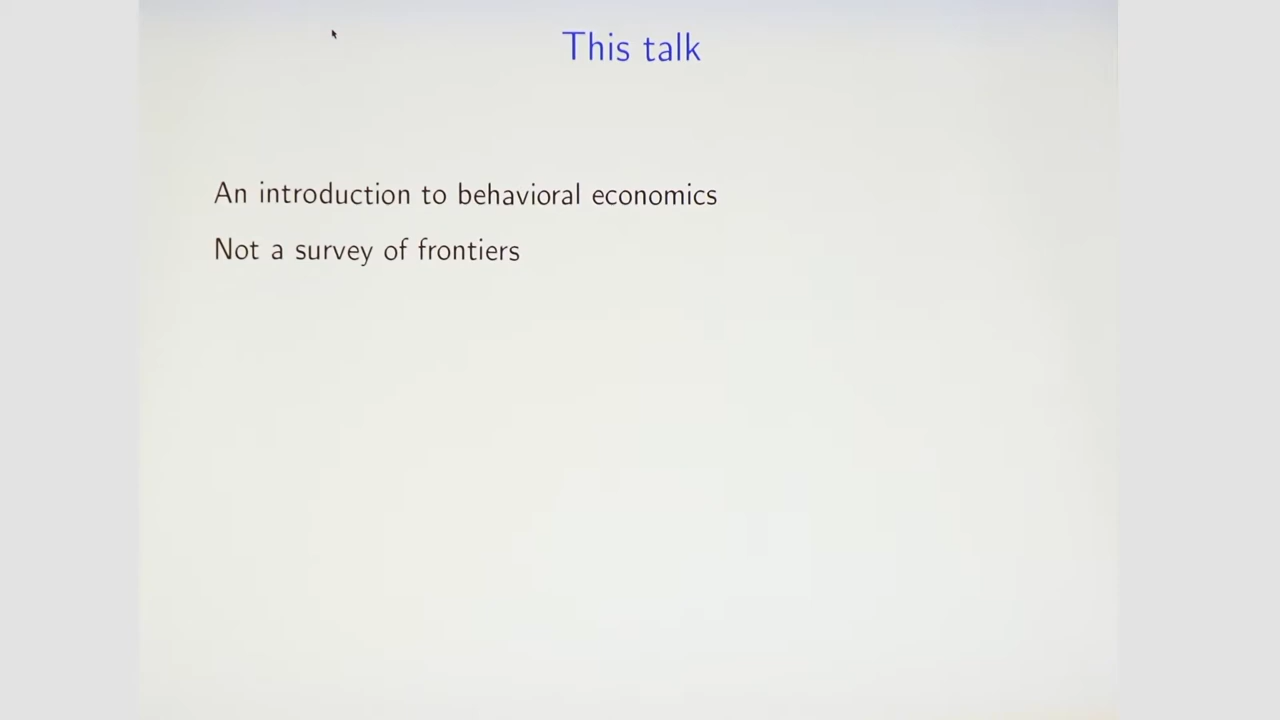 This talk
An introduction to behavioral economics
Not a survey of frontiers